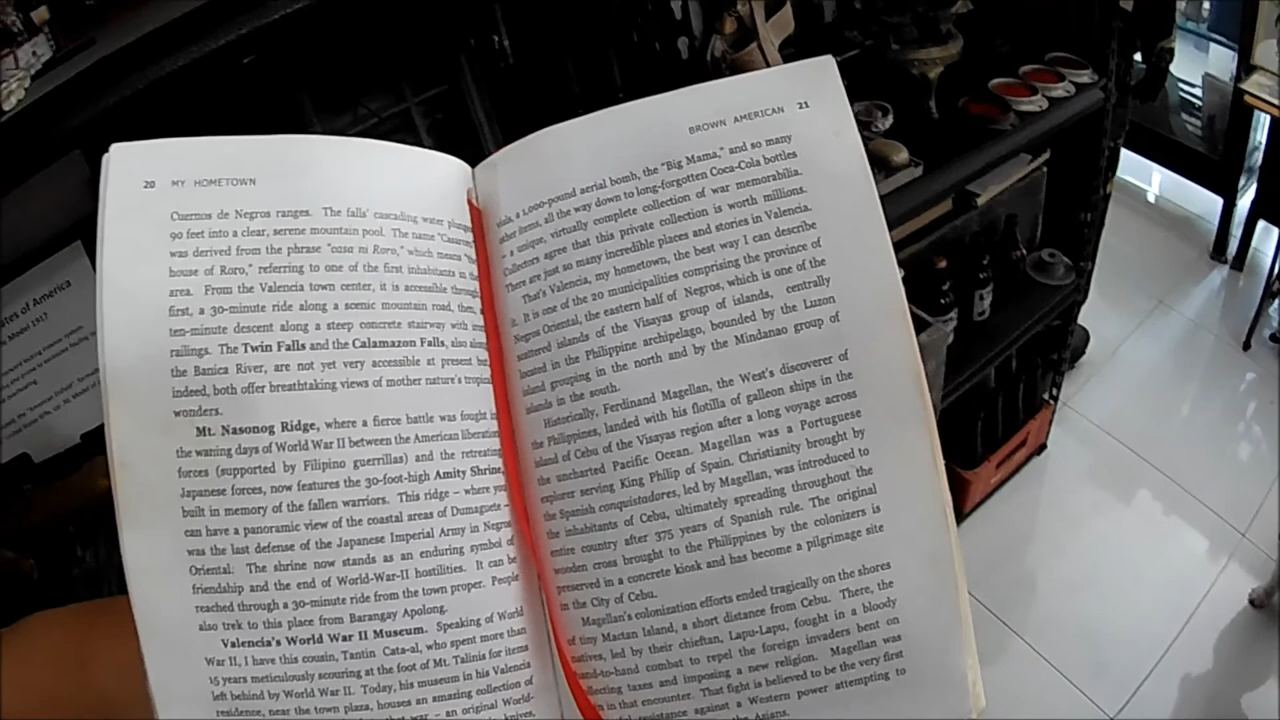 20 MY HOMETOWN
Cuernos de Negros ranges. The falls' cascading water
90 feet into a clear, serene mountain pool. The name
was derived from the phrase "casa ni Roro," which means
house of Roro," referring to one of the first inhabitants in
area. From the Valencia town center, it is accessible
first, a 30-minute ride along a scenic mountain road, then,
ten-minute descent along a steep concrete stairway with
railings. The Twin Falls and the Calamazon Falls, also
the Banica River, are not yet very accessible at present
indeed, both offer breathtaking views of mother nature's
wonders.
Mt. Nasonog Ridge, where a fierce battle was fought in
the waning days of World War II between the American liberation
forces (supported by Filipino guerrillas) and the retreating
Japanese forces, now features the 30-foot-high Amity Shrine,
built in memory of the fallen warriors. This ridge – where you
can have a panoramic view of the coastal areas of Dumaguete –
was the last defense of the Japanese Imperial Army in Negros
Oriental. The shrine now stands as an enduring symbol of
friendship and the end of World-War-II hostilities. It can be
reached through a 30-minute ride from the town proper. People
also trek to this place from Barangay Apolong.
Valencia's World War II Museum. Speaking of World
War II, I have this cousin, Tantin Cata-al, who spent more than
15 years meticulously scouring at the foot of Mt. Talinis for items
left behind by World War II. Today, his museum in his Valencia
residence, near the town plaza, houses an amazing collection of
war – an original World-
knives,
BROWN AMERICAN 21
a 1,000-pound aerial bomb, the "Big Mama," and so many
other items, all the way down to long-forgotten Coca-Cola bottles
– a unique, virtually complete collection of war memorabilia.
Collectors agree that this private collection is worth millions.
There are just so many incredible places and stories in Valencia.
That's Valencia, my hometown, the best way I can describe
it. It is one of the 20 municipalities comprising the province of
Negros Oriental, the eastern half of Negros, which is one of the
scattered islands of the Visayas group of islands, centrally
located in the Philippine archipelago, bounded by the Luzon
island grouping in the north and by the Mindanao group of
islands in the south.
Historically, Ferdinand Magellan, the West's discoverer of
the Philippines, landed with his flotilla of galleon ships in the
island of Cebu of the Visayas region after a long voyage across
the uncharted Pacific Ocean. Magellan was a Portuguese
explorer serving King Philip of Spain. Christianity brought by
the Spanish conquistadores, led by Magellan, was introduced to
the inhabitants of Cebu, ultimately spreading throughout the
entire country after 375 years of Spanish rule. The original
wooden cross brought to the Philippines by the colonizers is
preserved in a concrete kiosk and has become a pilgrimage site
in the City of Cebu.
Magellan's colonization efforts ended tragically on the shores
of tiny Mactan Island, a short distance from Cebu. There, the
natives, led by their chieftan, Lapu-Lapu, fought in a bloody
hand-to-hand combat to repel the foreign invaders bent on
collecting taxes and imposing a new religion. Magellan was
in that encounter. That fight is believed to be the very first
resistance against a Western power attempting to
the Asians.
ates of America
Model 1917